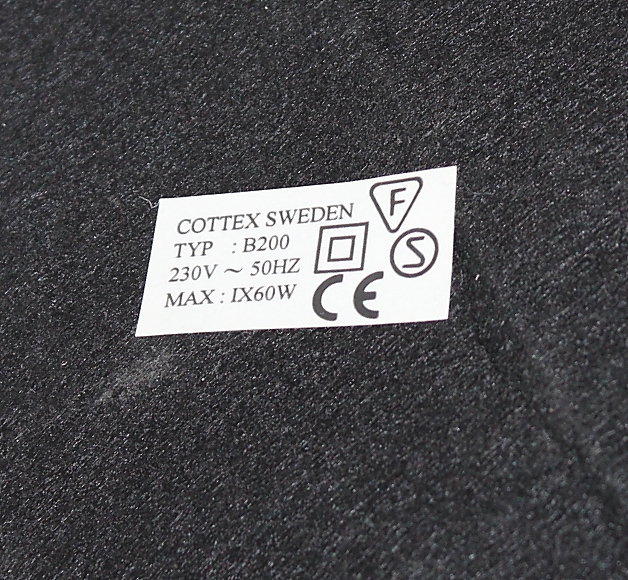 COTTEX SWEDEN
TYP : B200
230V ~ 50HZ
MAX : IX60W
F
S
CE